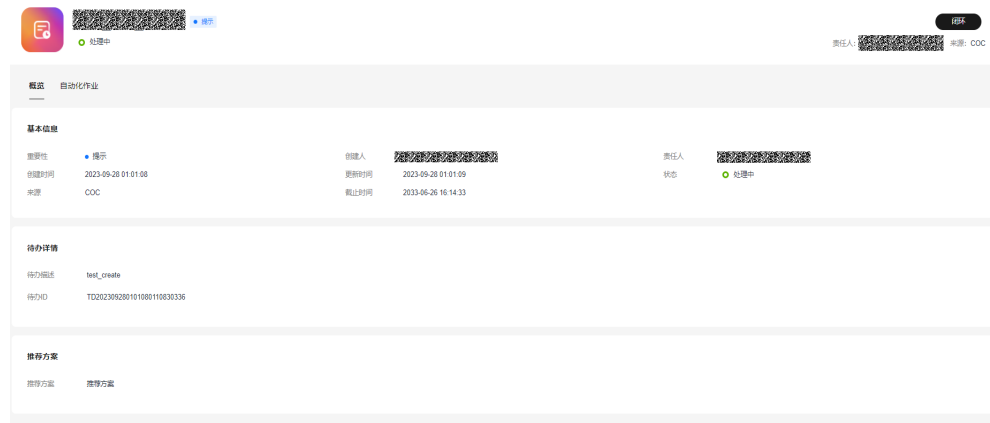 提示
闭环
处理中
责任人: 来源: COC
概览 自动化作业
基本信息
重要性 提示 创建人 责任人
创建时间 2023-09-28 01:01:08 更新时间 2023-09-28 01:01:09 状态 处理中
来源 COC 截止时间 2033-06-26 16:14:33
待办详情
待办描述 test_create
待办ID TD202309280101080110830336
推荐方案
推荐方案 推荐方案